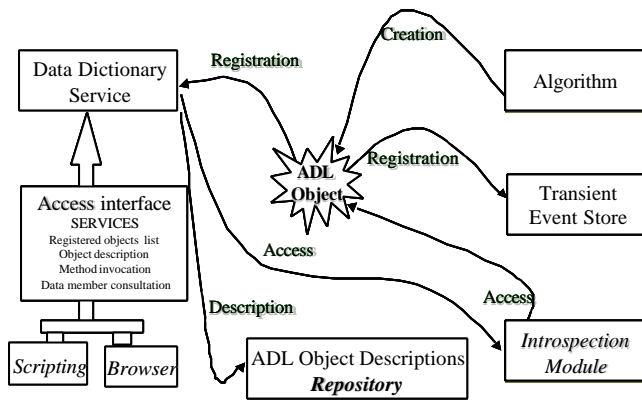 Creation
Data Dictionary
Service
Registration
Algorithm
ADL
Object
Registration
Transient
Event Store
Access interface
SERVICES
Registered objects list
Object description
Method invocation
Data member consultation
Access
Access
Description
Scripting
Browser
ADL Object Descriptions
Repository
Introspection
Module